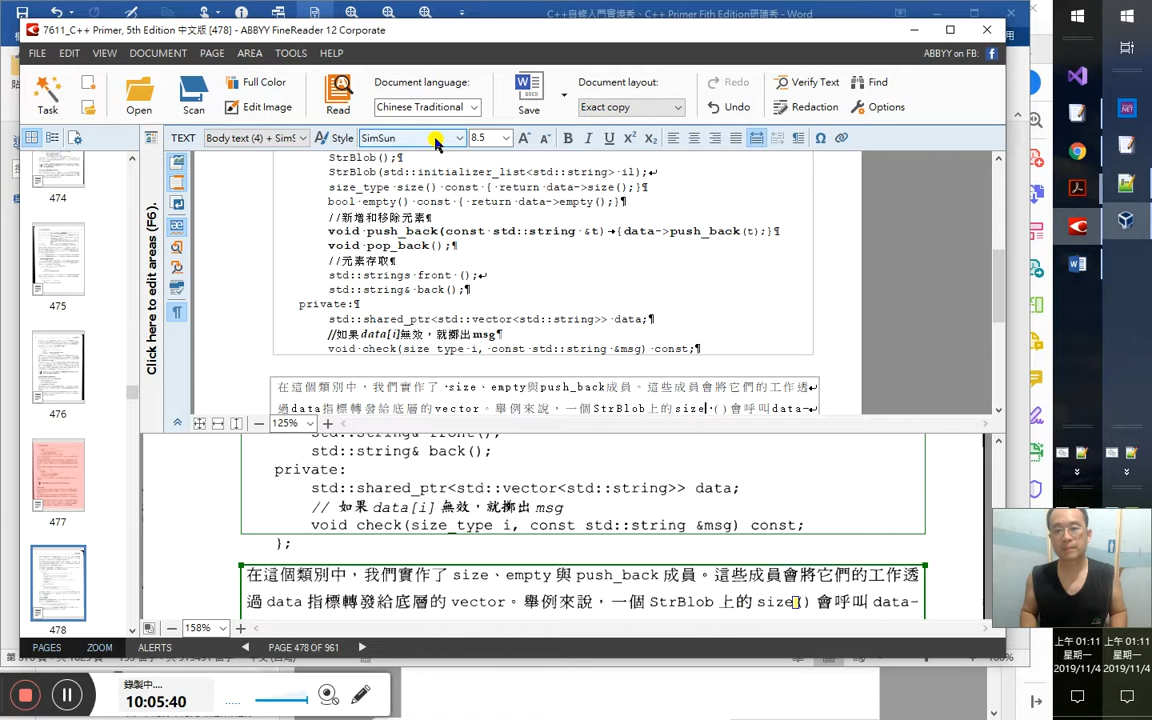 C++自修入門實境秀、C++ Primer Fith Edition研讀秀 - Word
7611_C++ Primer, 5th Edition 中文版 [478] - ABBYY FineReader 12 Corporate
FILE EDIT VIEW DOCUMENT PAGE AREA TOOLS HELP
ABBYY on FB:
Task
Open
Scan
Full Color
Edit Image
Read
Document language:
Chinese Traditional
Save
Document layout:
Exact copy
Redo
Undo
Verify Text
Redaction
Find
Options
TEXT
Body text (4) + Sim
Style
SimSun
8.5
474
475
476
477
478
Click here to edit areas (F6).
StrBlob();¶
StrBlob(std::initializer_list<std::string>·il);↵
size_type·size()·const·{·return·data->size();}¶
bool·empty()·const·{·return·data->empty();}¶
//新增和移除元素¶
void·push_back(const·std::string·&t)→{data->push_back(t);}¶
void·pop_back();¶
//元素存取¶
std::strings·front·();↵
std::string&·back();¶
private:¶
std::shared_ptr<std::vector<std::string>>·data;¶
//如果data[i]無效，就擲出msg¶
void·check(size type·i,·const·std::string·&msg)·const;¶
在這個類別中，我們實作了·size、empty與push_back成員。這些成員會將它們的工作透↵
過data指標轉發給底層的vector。舉例來說，一個StrBlob上的size·()會呼叫data-
125%
std::string& front();
std::string& back();
private:
std::shared_ptr<std::vector<std::string>> data;
// 如果 data[i] 無效，就擲出 msg
void check(size_type i, const std::string &msg) const;
};
在這個類別中，我們實作了 size、empty 與 push_back 成員。這些成員會將它們的工作透
過 data 指標轉發給底層的 vector。舉例來說，一個 StrBlob 上的 size() 會呼叫 data-
158%
PAGES ZOOM ALERTS
PAGE 478 OF 961
錄製中....
10:05:40
上午 01:11
星期一
2019/11/4
上午 01:11
星期一
2019/11/4